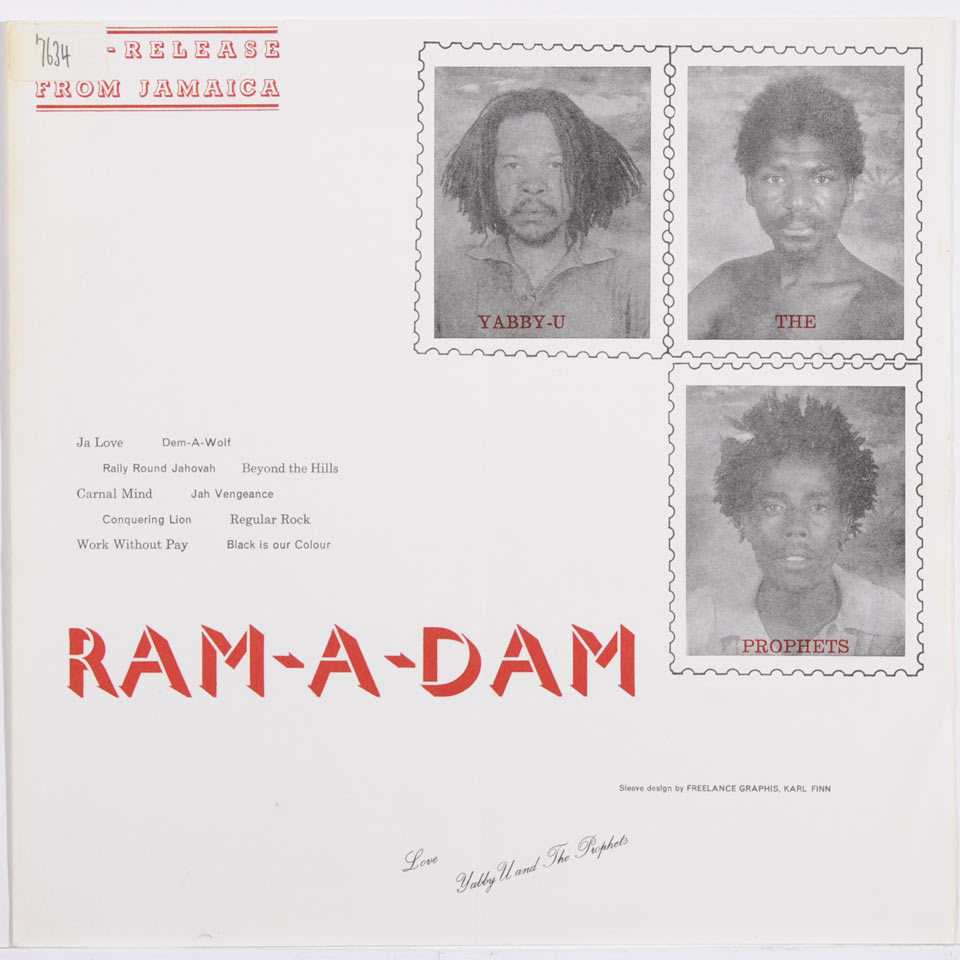 7634
-RELEASE
FROM JAMAICA
YABBY-U
THE
PROPHETS
Ja Love Dem-A-Wolf
Rally Round Jahovah Beyond the Hills
Carnal Mind Jah Vengeance
Conquering Lion Regular Rock
Work Without Pay Black is our Colour
RAM-A-DAM
Sleeve design by FREELANCE GRAPHIS, KARL FINN
Love
Yabby U and The Prophets